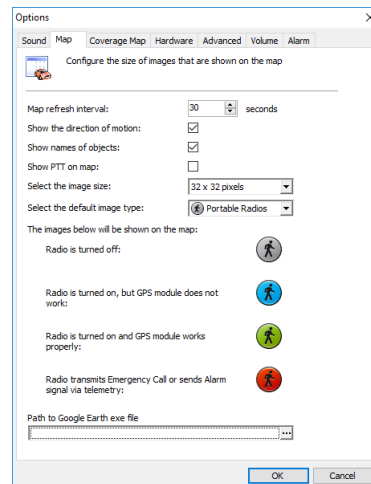 Options
Sound Map Coverage Map Hardware Advanced Volume Alarm
Configure the size of images that are shown on the map
Map refresh interval: 30 seconds
Show the direction of motion:
Show names of objects:
Show PTT on map:
Select the image size: 32 x 32 pixels
Select the default image type: Portable Radios
The images below will be shown on the map:
Radio is turned off:
Radio is turned on, but GPS module does not
work:
Radio is turned on and GPS module works
properly:
Radio transmits Emergency Call or sends Alarm
signal via telemetry:
Path to Google Earth exe file
...
OK Cancel